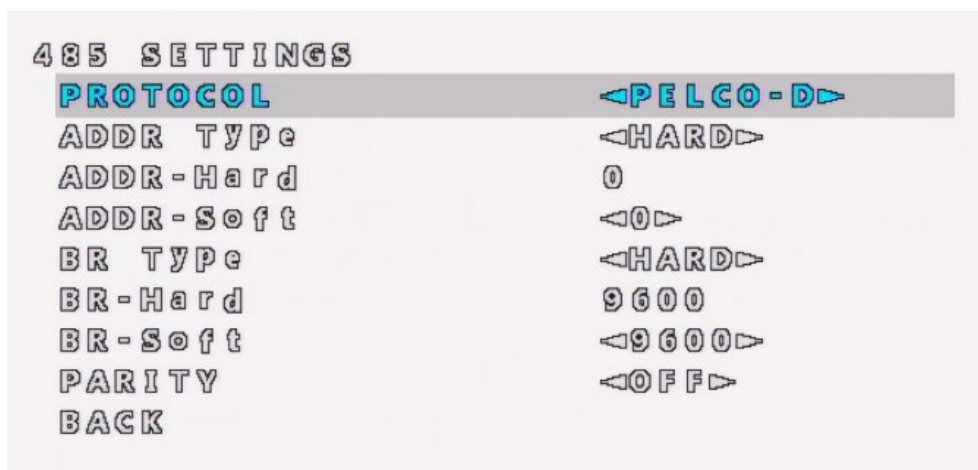 485 SETTINGS
PROTOCOL ◅PELCO-D▻
ADDR Type ◅HARD▻
ADDR-Hard 0
ADDR-Soft ◅0▻
BR Type ◅HARD▻
BR-Hard 9600
BR-Soft ◅9600▻
PARITY ◅OFF▻
BACK